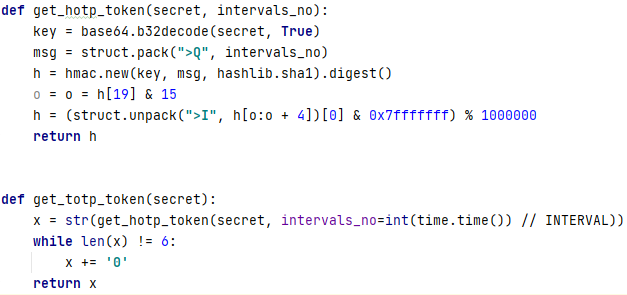 def get_hotp_token(secret, intervals_no):
    key = base64.b32decode(secret, True)
    msg = struct.pack(">Q", intervals_no)
    h = hmac.new(key, msg, hashlib.sha1).digest()
    o = o = h[19] & 15
    h = (struct.unpack(">I", h[o:o + 4])[0] & 0x7fffffff) % 1000000
    return h
def get_totp_token(secret):
    x = str(get_hotp_token(secret, intervals_no=int(time.time()) // INTERVAL))
    while len(x) != 6:
        x += '0'
    return x